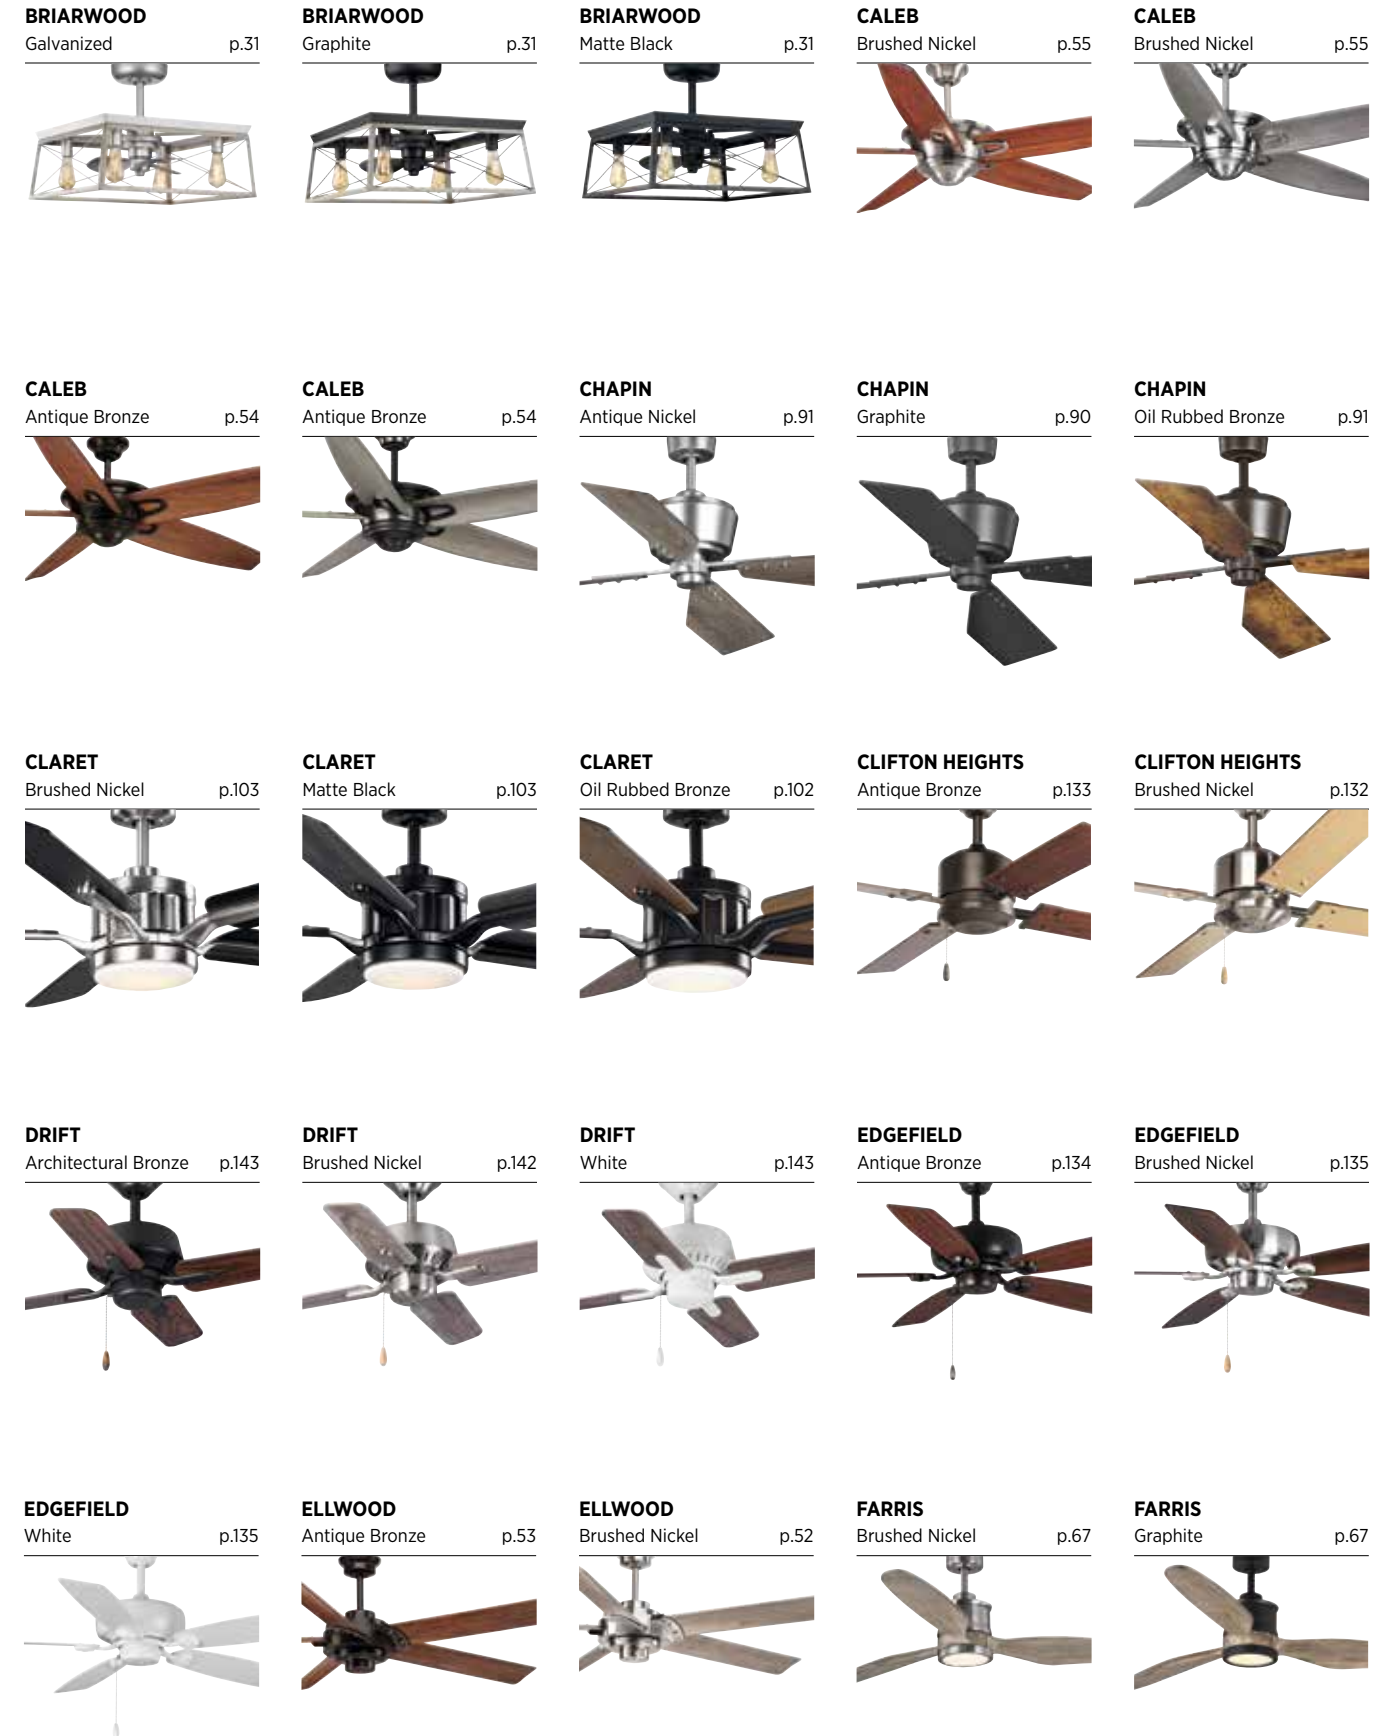 BRIARWOOD
Galvanized p.31
BRIARWOOD
Graphite p.31
BRIARWOOD
Matte Black p.31
CALEB
Brushed Nickel p.55
CALEB
Brushed Nickel p.55
CALEB
Antique Bronze p.54
CALEB
Antique Bronze p.54
CHAPIN
Antique Nickel p.91
CHAPIN
Graphite p.90
CHAPIN
Oil Rubbed Bronze p.91
CLARET
Brushed Nickel p.103
CLARET
Matte Black p.103
CLARET
Oil Rubbed Bronze p.102
CLIFTON HEIGHTS
Antique Bronze p.133
CLIFTON HEIGHTS
Brushed Nickel p.132
DRIFT
Architectural Bronze p.143
DRIFT
Brushed Nickel p.142
DRIFT
White p.143
EDGEFIELD
Antique Bronze p.134
EDGEFIELD
Brushed Nickel p.135
EDGEFIELD
White p.135
ELLWOOD
Antique Bronze p.53
ELLWOOD
Brushed Nickel p.52
FARRIS
Brushed Nickel p.67
FARRIS
Graphite p.67